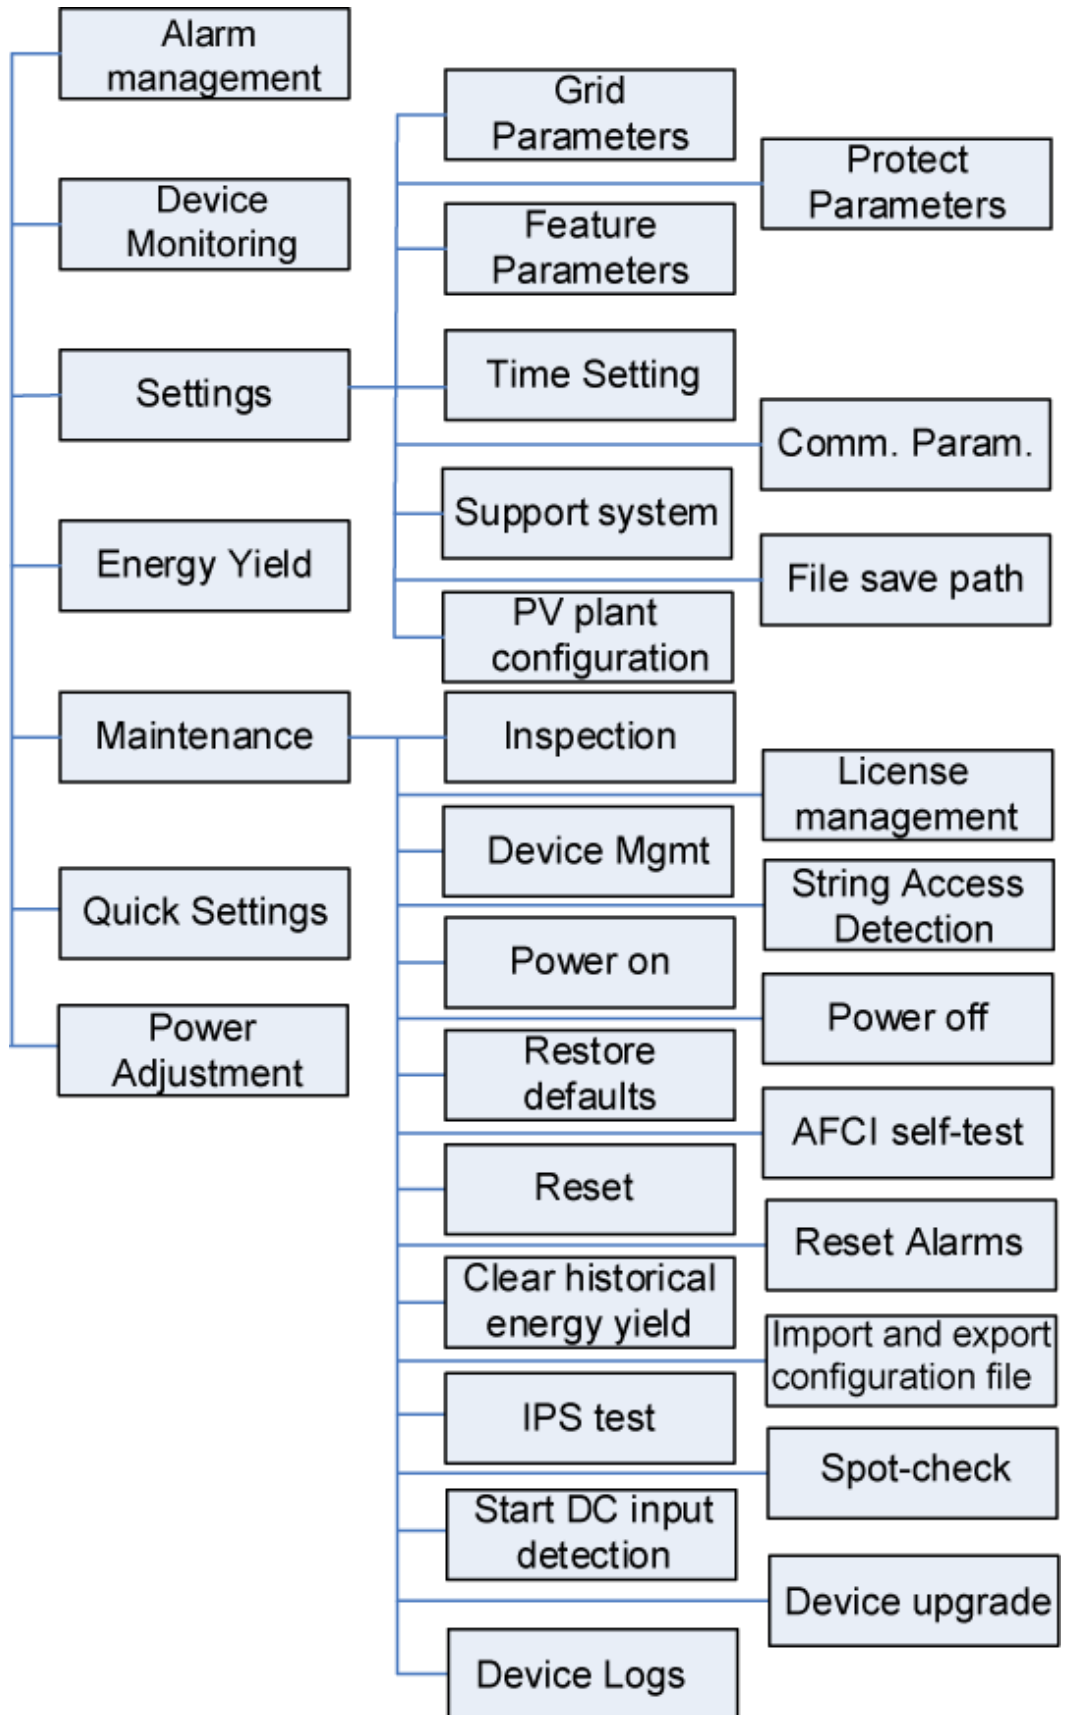 Alarm
management
Device
Monitoring
Settings
Energy Yield
Maintenance
Quick Settings
Power
Adjustment
Grid
Parameters
Protect
Parameters
Feature
Parameters
Time Setting
Comm. Param.
Support system
File save path
PV plant
configuration
Inspection
License
management
Device Mgmt
String Access
Detection
Power on
Power off
Restore
defaults
AFCI self-test
Reset
Reset Alarms
Clear historical
energy yield
Import and export
configuration file
IPS test
Spot-check
Start DC input
detection
Device upgrade
Device Logs